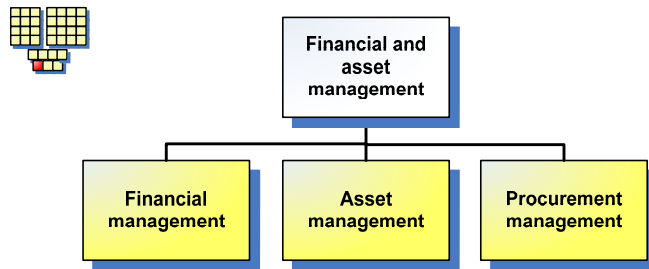 Financial and
asset
management
Financial
management
Asset
management
Procurement
management